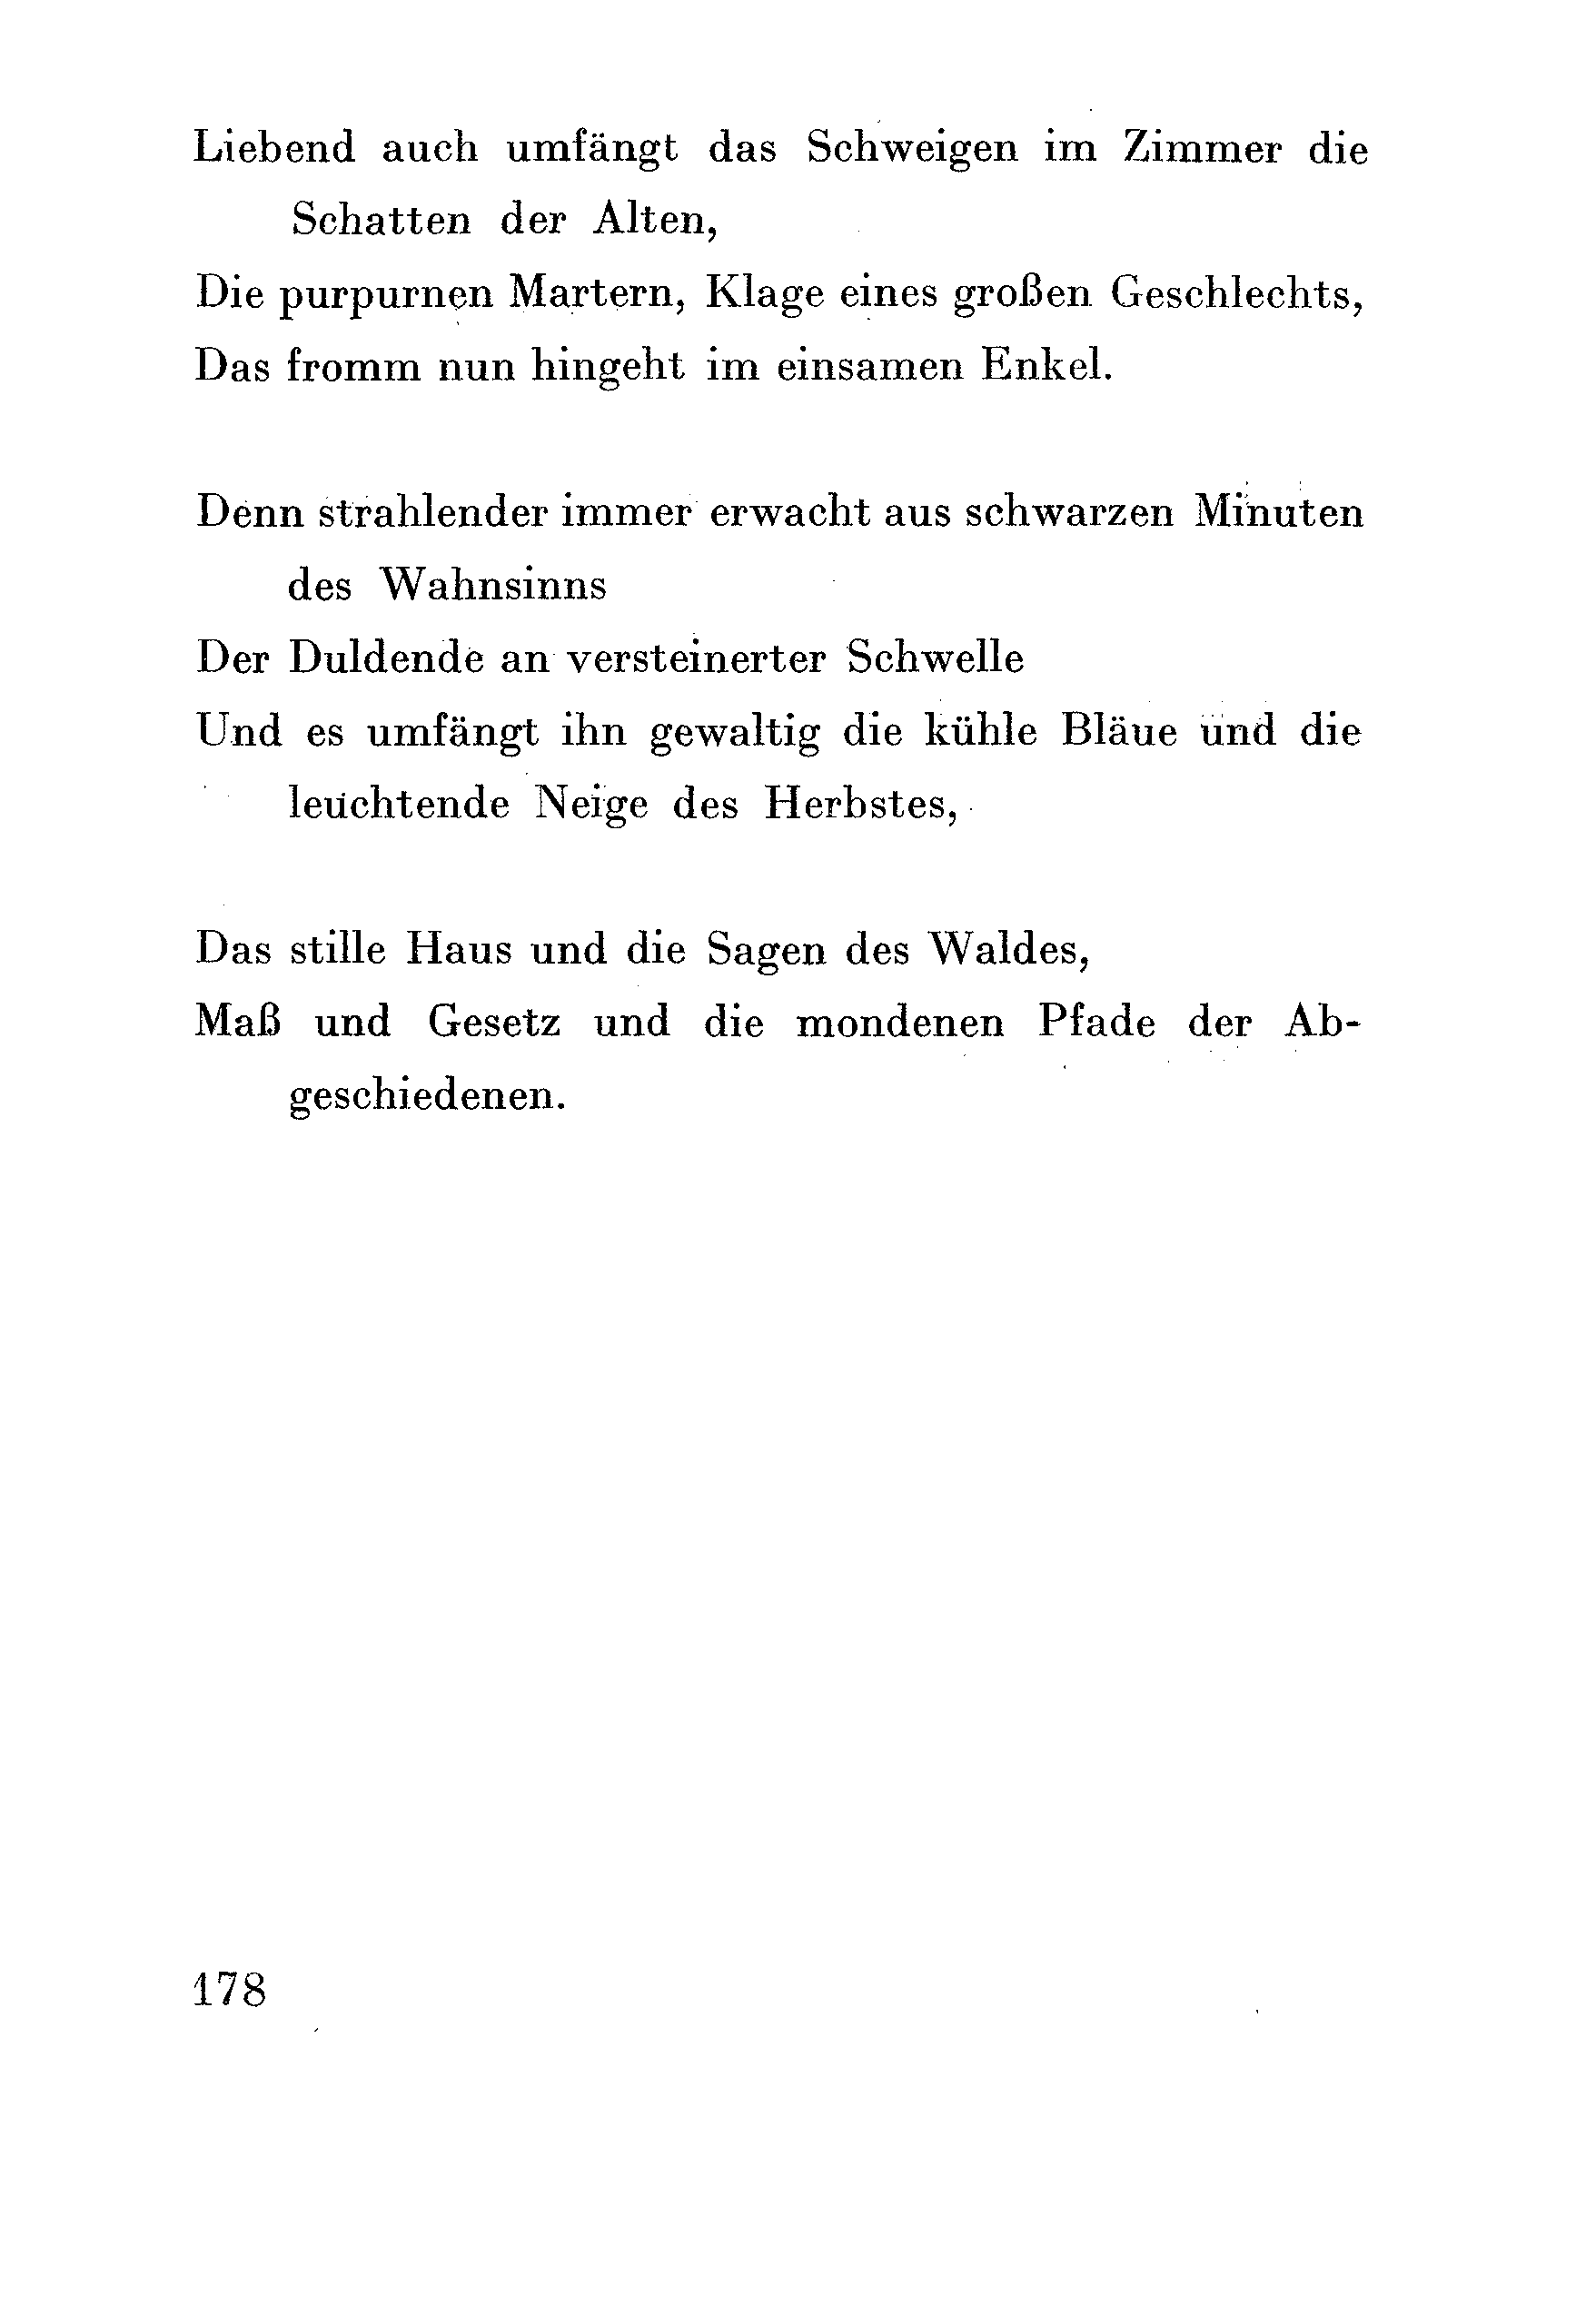 Liebend auch umfängt das Schweigen im Zimmer die
Schatten der Alten,
Die purpurnen Martern, Klage eines großen Geschlechts,
Das fromm nun hingeht im einsamen Enkel.
Denn strahlender immer erwacht aus schwarzen Minuten
des Wahnsinns
Der Duldende an versteinerter Schwelle
Und es umfängt ihn gewaltig die kühle Bläue und die
leuchtende Neige des Herbstes,
Das stille Haus und die Sagen des Waldes,
Maß und Gesetz und die mondenen Pfade der Ab-
geschiedenen.
178